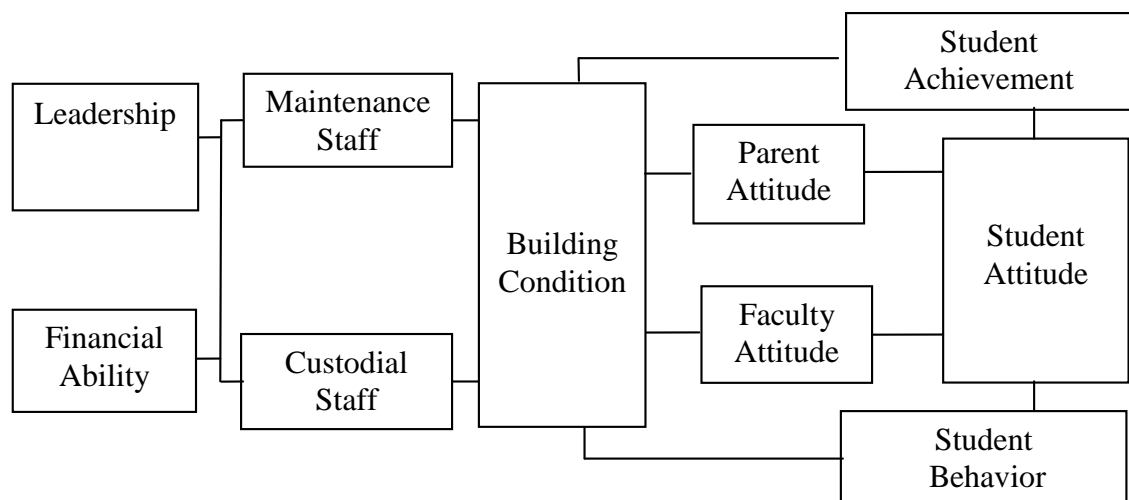 Student
Achievement
Leadership
Maintenance
Staff
Parent
Attitude
Building
Condition
Student
Attitude
Financial
Ability
Custodial
Staff
Faculty
Attitude
Student
Behavior